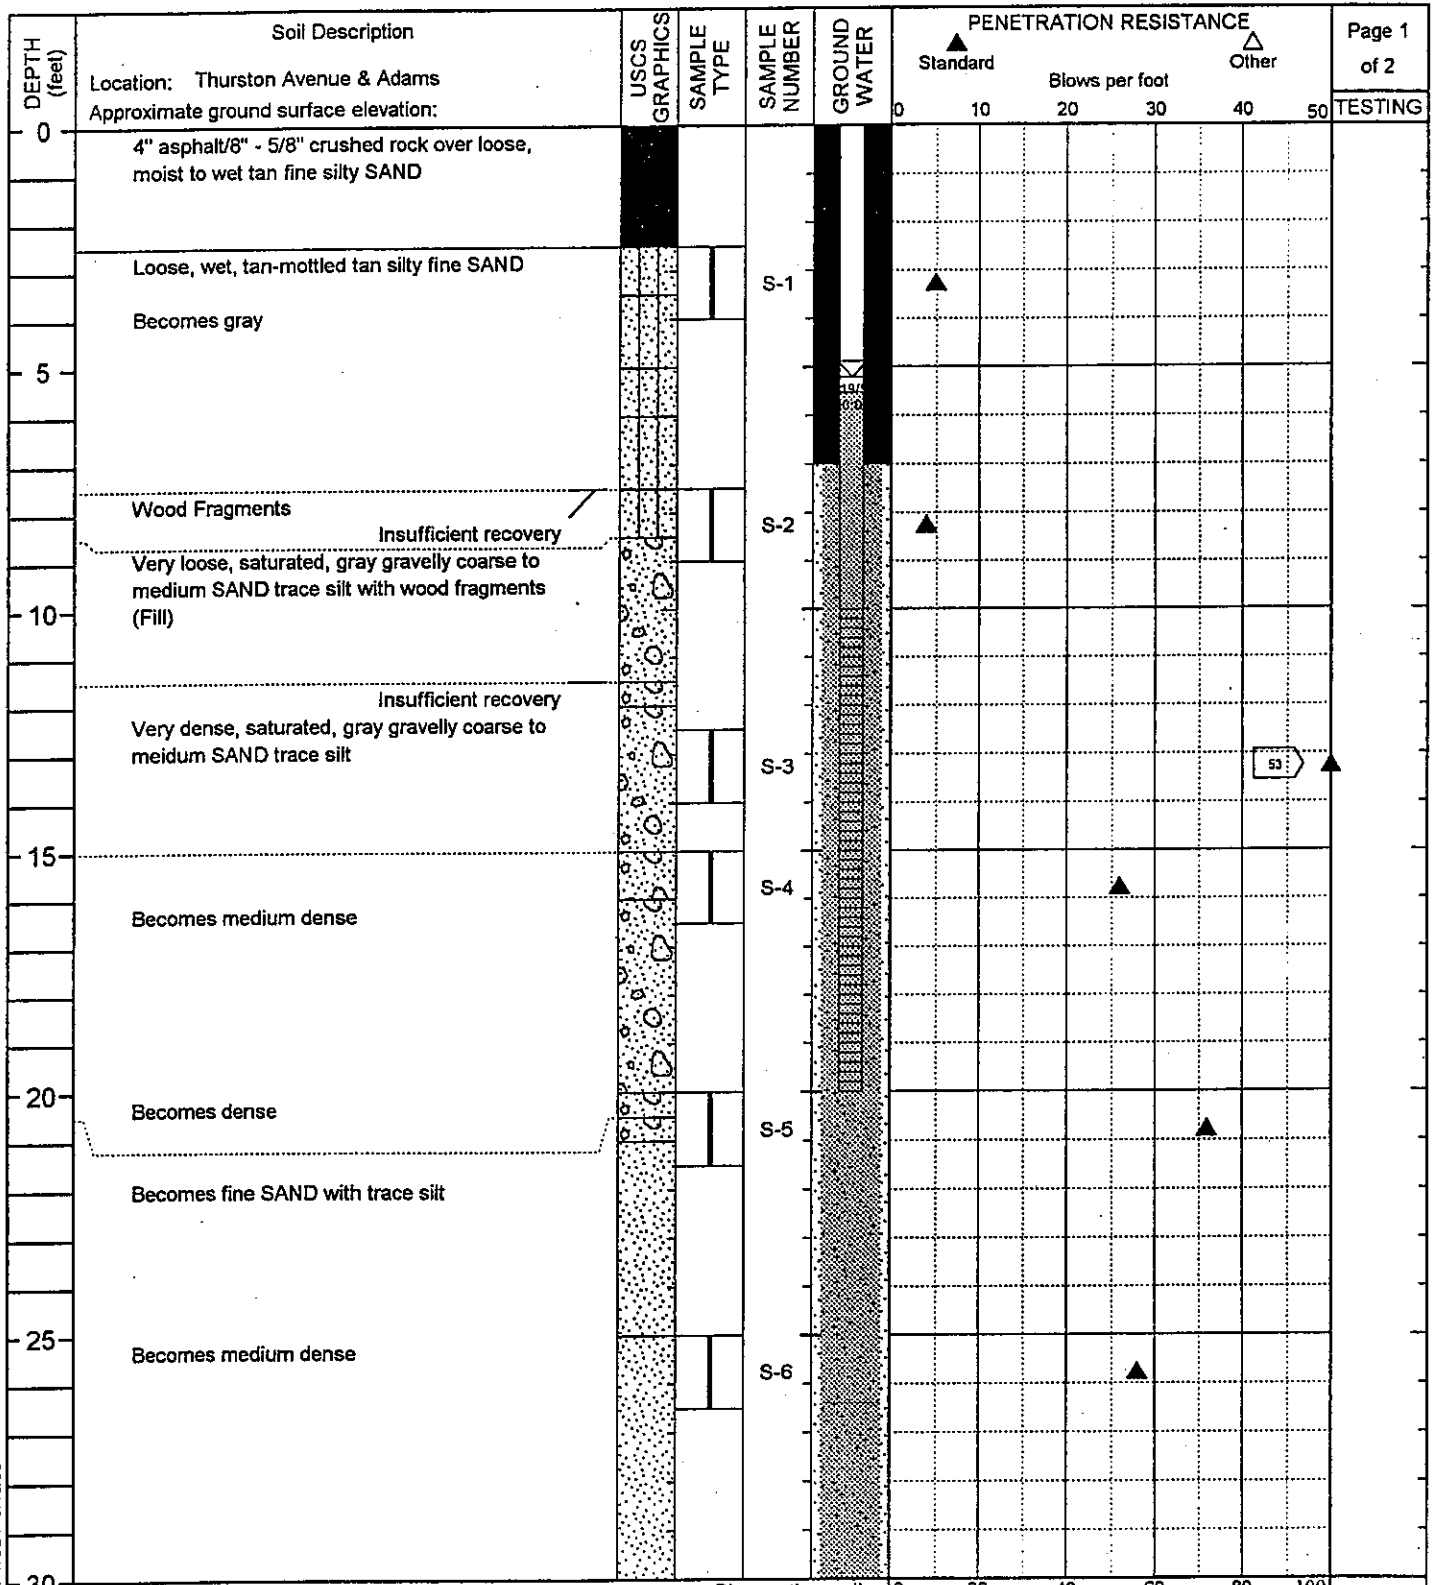 DEPTH (feet)
Soil Description
Location: Thurston Avenue & Adams
Approximate ground surface elevation:
USCS GRAPHICS
SAMPLE TYPE
SAMPLE NUMBER
GROUND WATER
PENETRATION RESISTANCE
Standard
Other
Blows per foot
0 10 20 30 40 50
Page 1
of 2
TESTING
0
4" asphalt/8" - 5/8" crushed rock over loose,
moist to wet tan fine silty SAND
Loose, wet, tan-mottled tan silty fine SAND
S-1
Becomes gray
5
Wood Fragments
S-2
Insufficient recovery
Very loose, saturated, gray gravelly coarse to
medium SAND trace silt with wood fragments
(Fill)
10
Insufficient recovery
Very dense, saturated, gray gravelly coarse to
meidum SAND trace silt
S-3
53
15
S-4
Becomes medium dense
20
Becomes dense
S-5
Becomes fine SAND with trace silt
25
Becomes medium dense
S-6
30